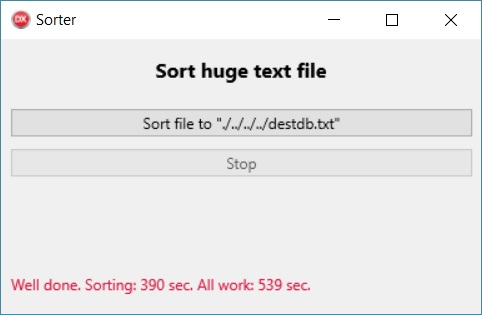 DX Sorter
Sort huge text file
Sort file to "./../../../destdb.txt"
Stop
Well done. Sorting: 390 sec. All work: 539 sec.